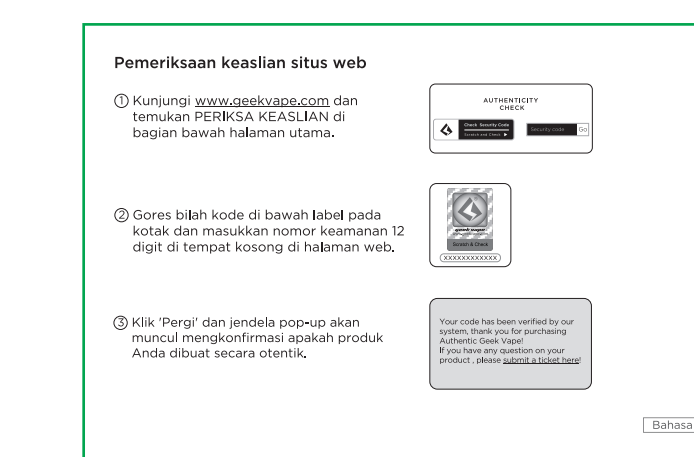 Pemeriksaan keaslian situs web
① Kunjungi www.geekvape.com dan
temukan PERIKSA KEASLIAN di
bagian bawah halaman utama.
AUTHENTICITY
CHECK
Check Security Code
Scratch and Check ▶
Security code Go
② Gores bilah kode di bawah label pada
kotak dan masukkan nomor keamanan 12
digit di tempat kosong di halaman web.
geek vape
Scratch & Check
XXXXXXXXXXXX
③ Klik 'Pergi' dan jendela pop-up akan
muncul mengkonfirmasi apakah produk
Anda dibuat secara otentik.
Your code has been verified by our
system, thank you for purchasing
Authentic Geek Vape!
If you have any question on your
product , please submit a ticket here!
Bahasa